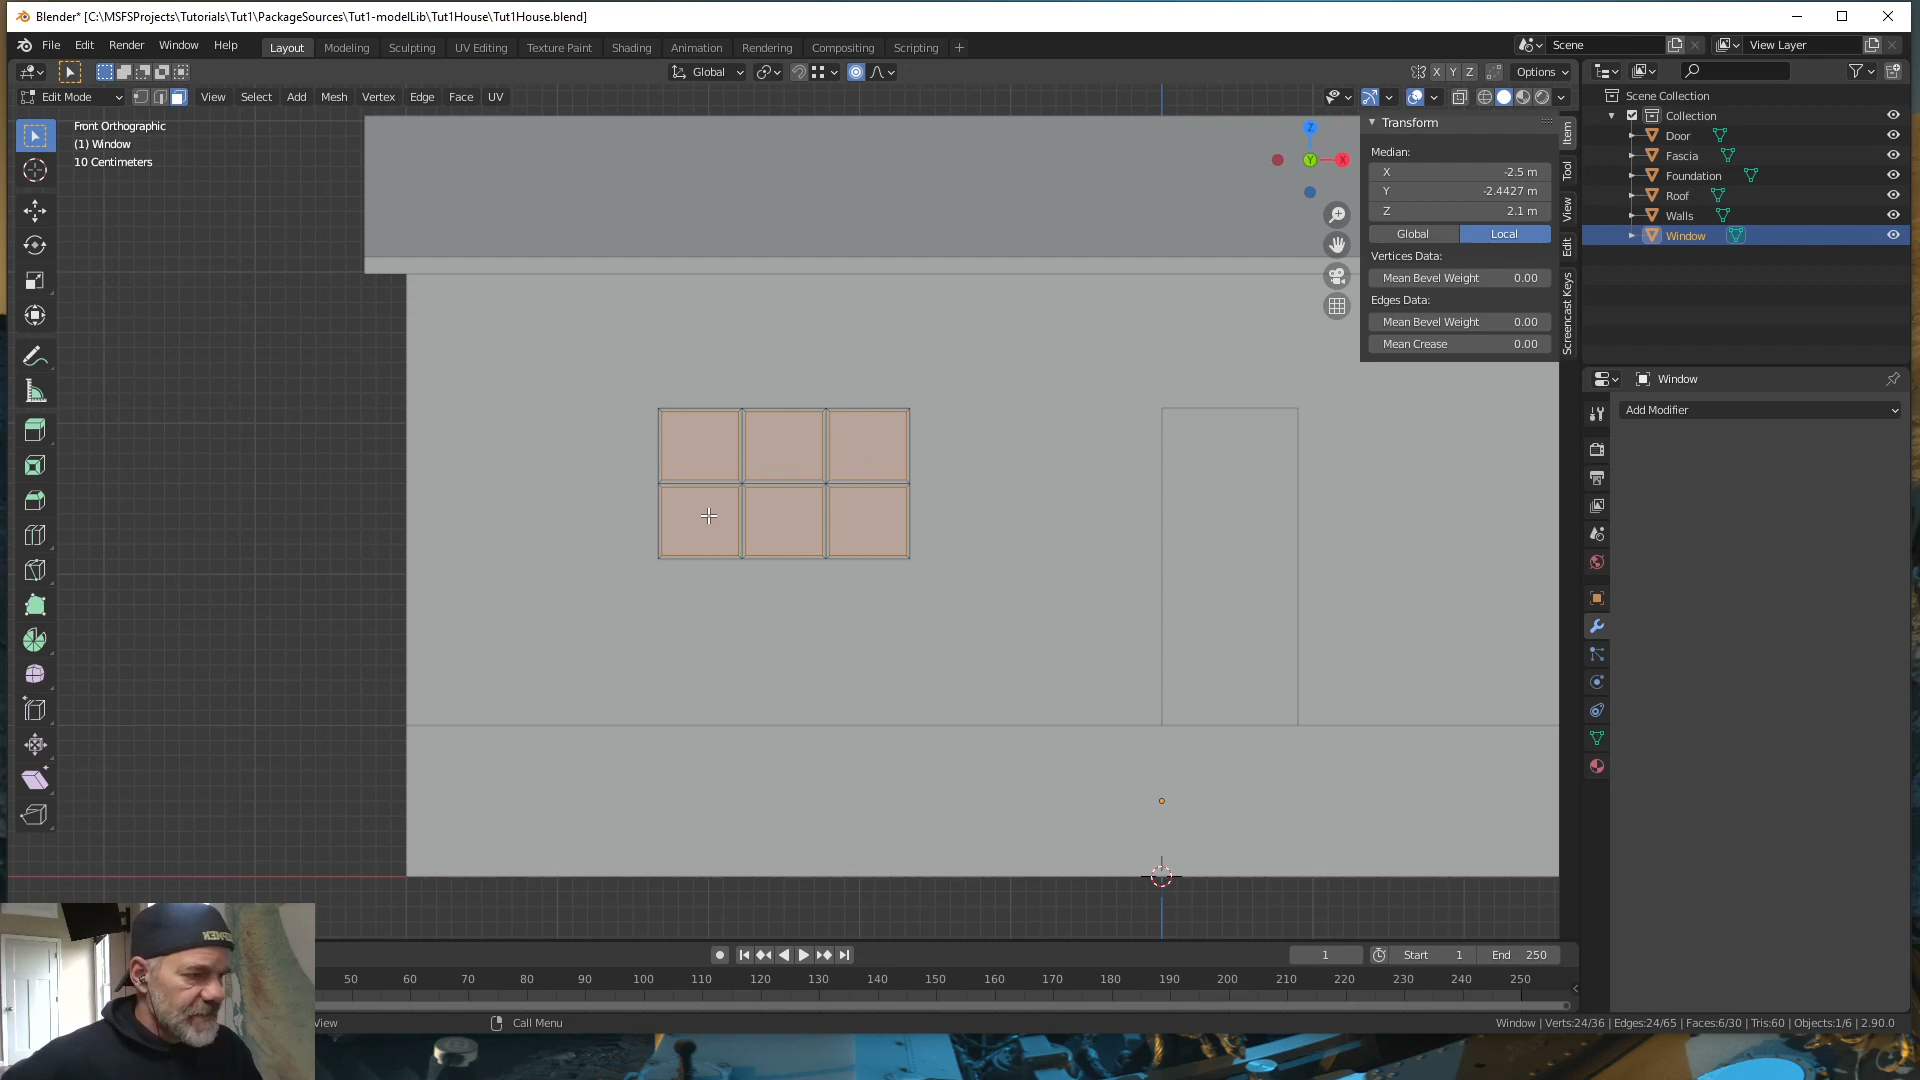 Blender* [C:\MSFSProjects\Tutorials\Tut1\PackageSources\Tut1-modelLib\Tut1House\Tut1House.blend]
File Edit Render Window Help Layout Modeling Sculpting UV Editing Texture Paint Shading Animation Rendering Compositing Scripting + Scene View Layer
Global X Y Z Options
Edit Mode View Select Add Mesh Vertex Edge Face UV
Front Orthographic
(1) Window
10 Centimeters
Z
Y
X
Transform
Median:
X -2.5 m
Y -2.4427 m
Z 2.1 m
Global Local
Vertices Data:
Mean Bevel Weight 0.00
Edges Data:
Mean Bevel Weight 0.00
Mean Crease 0.00
Item
Tool
View
Edit
Screencast Keys
Scene Collection
Collection
Door
Fascia
Foundation
Roof
Walls
Window
Window
Add Modifier
1 Start 1 End 250
50 60 70 80 90 100 110 120 130 140 150 160 170 180 190 200 210 220 230 240 250
View Call Menu
Window | Verts:24/36 | Edges:24/65 | Faces:6/30 | Tris:60 | Objects:1/6 | 2.90.0